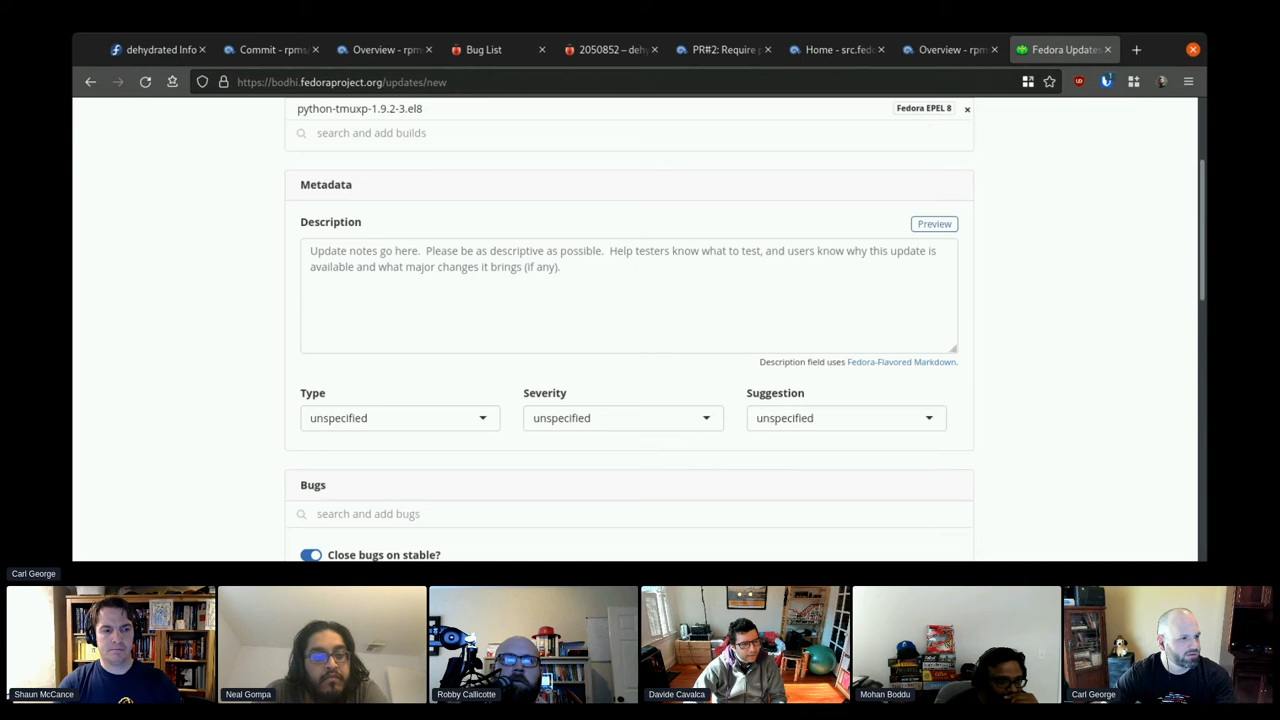 dehydrated Info
Commit - rpms/
Overview - rpm
Bug List
2050852 – dehy
PR#2: Require p
Home - src.fedo
Overview - rpm
Fedora Updates
https://bodhi.fedoraproject.org/updates/new
python-tmuxp-1.9.2-3.el8
Fedora EPEL 8
search and add builds
Metadata
Description
Preview
Update notes go here. Please be as descriptive as possible. Help testers know what to test, and users know why this update is
available and what major changes it brings (if any).
Description field uses Fedora-Flavored Markdown.
Type
Severity
Suggestion
unspecified
unspecified
unspecified
Bugs
search and add bugs
Close bugs on stable?
Carl George
Shaun McCance
Neal Gompa
Robby Callicotte
Davide Cavalca
Mohan Boddu
Carl George